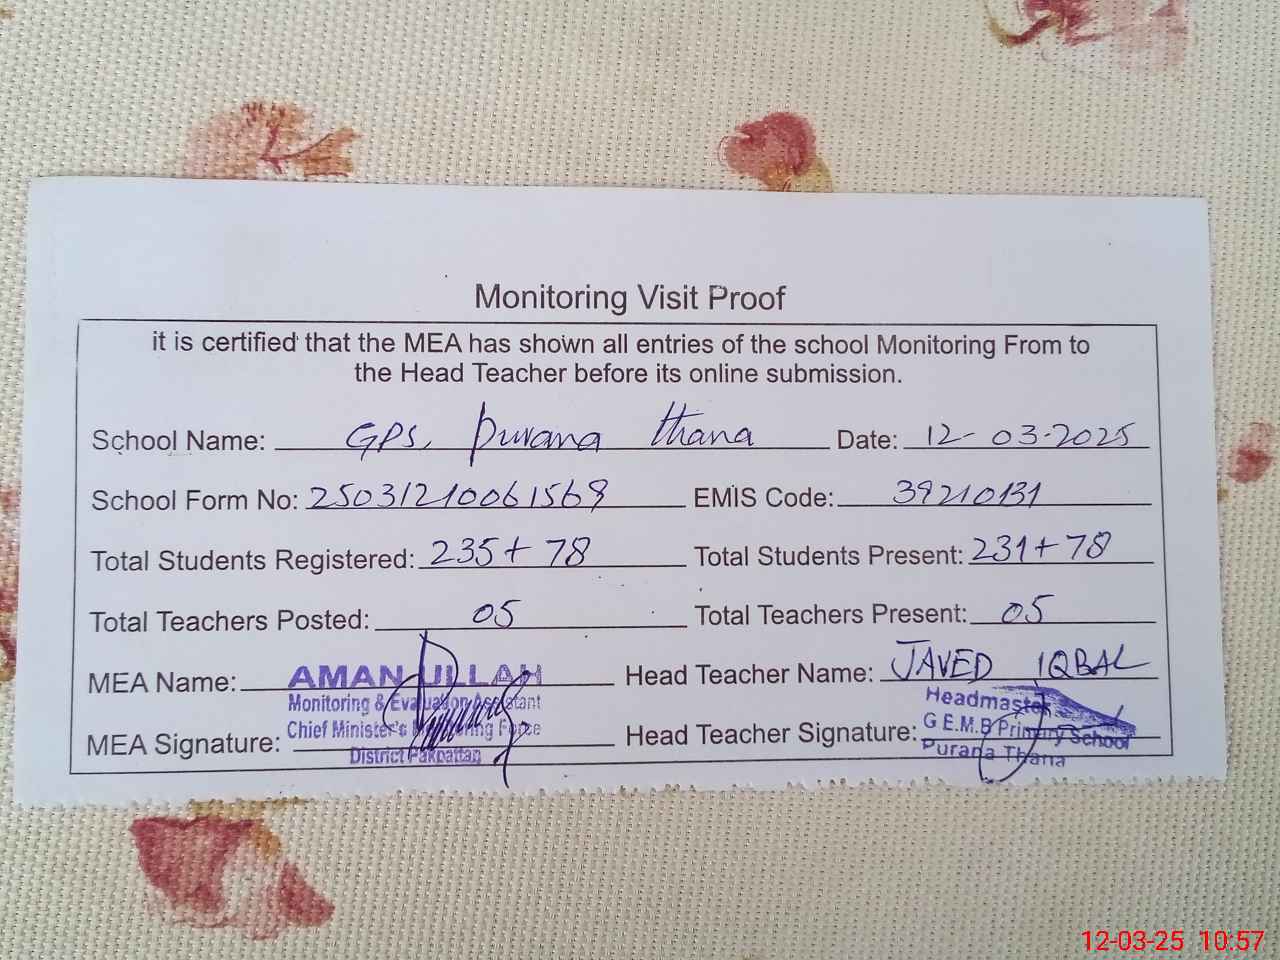 Monitoring Visit Proof
it is certified that the MEA has shown all entries of the school Monitoring From to
the Head Teacher before its online submission.
School Name: GPS, Purana Thana Date: 12-03-2025
School Form No: 25031210061569 EMIS Code: 39210131
Total Students Registered: 235+78 Total Students Present: 231+78
Total Teachers Posted: 05 Total Teachers Present: 05
MEA Name: AMAN ULLAH Head Teacher Name: JAVED IQBAL
Monitoring & Evaluation Assistant
Chief Minister's Monitoring Force
District Pakpattan
MEA Signature: Head Teacher Signature:
Headmaster
G.E.M.B Primary School
Purana Thana
12-03-25 10:57